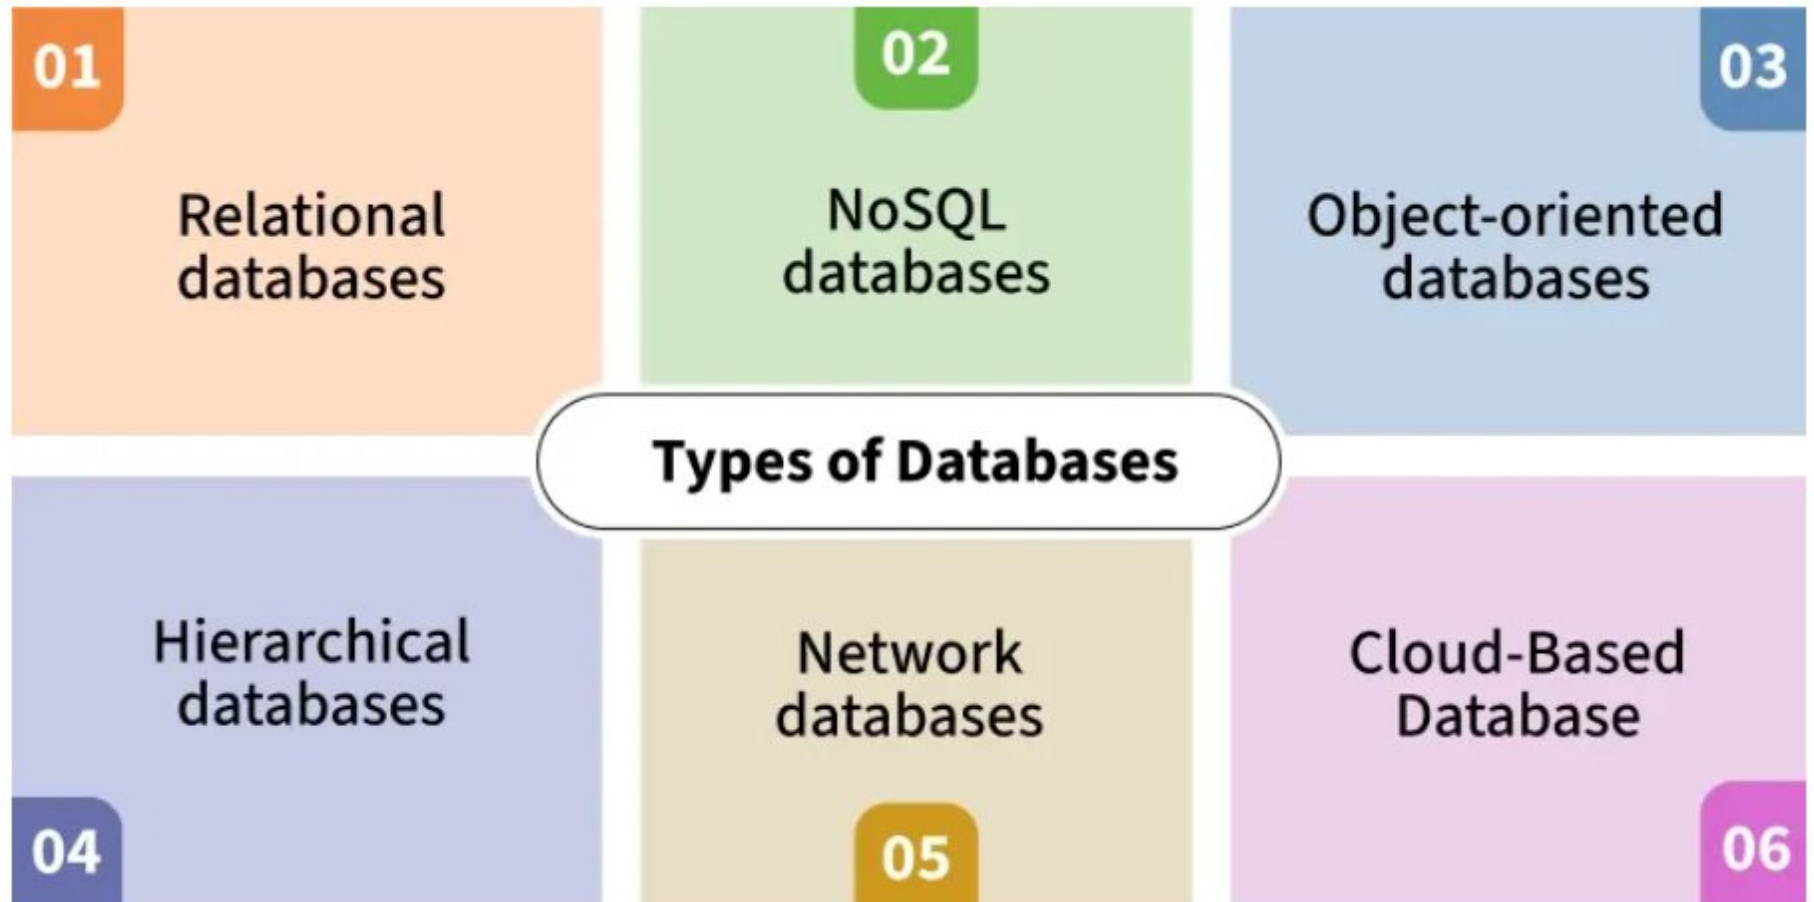 01
Relational
databases
02
NoSQL
databases
03
Object-oriented
databases
Types of Databases
Hierarchical
databases
04
Network
databases
05
Cloud-Based
Database
06